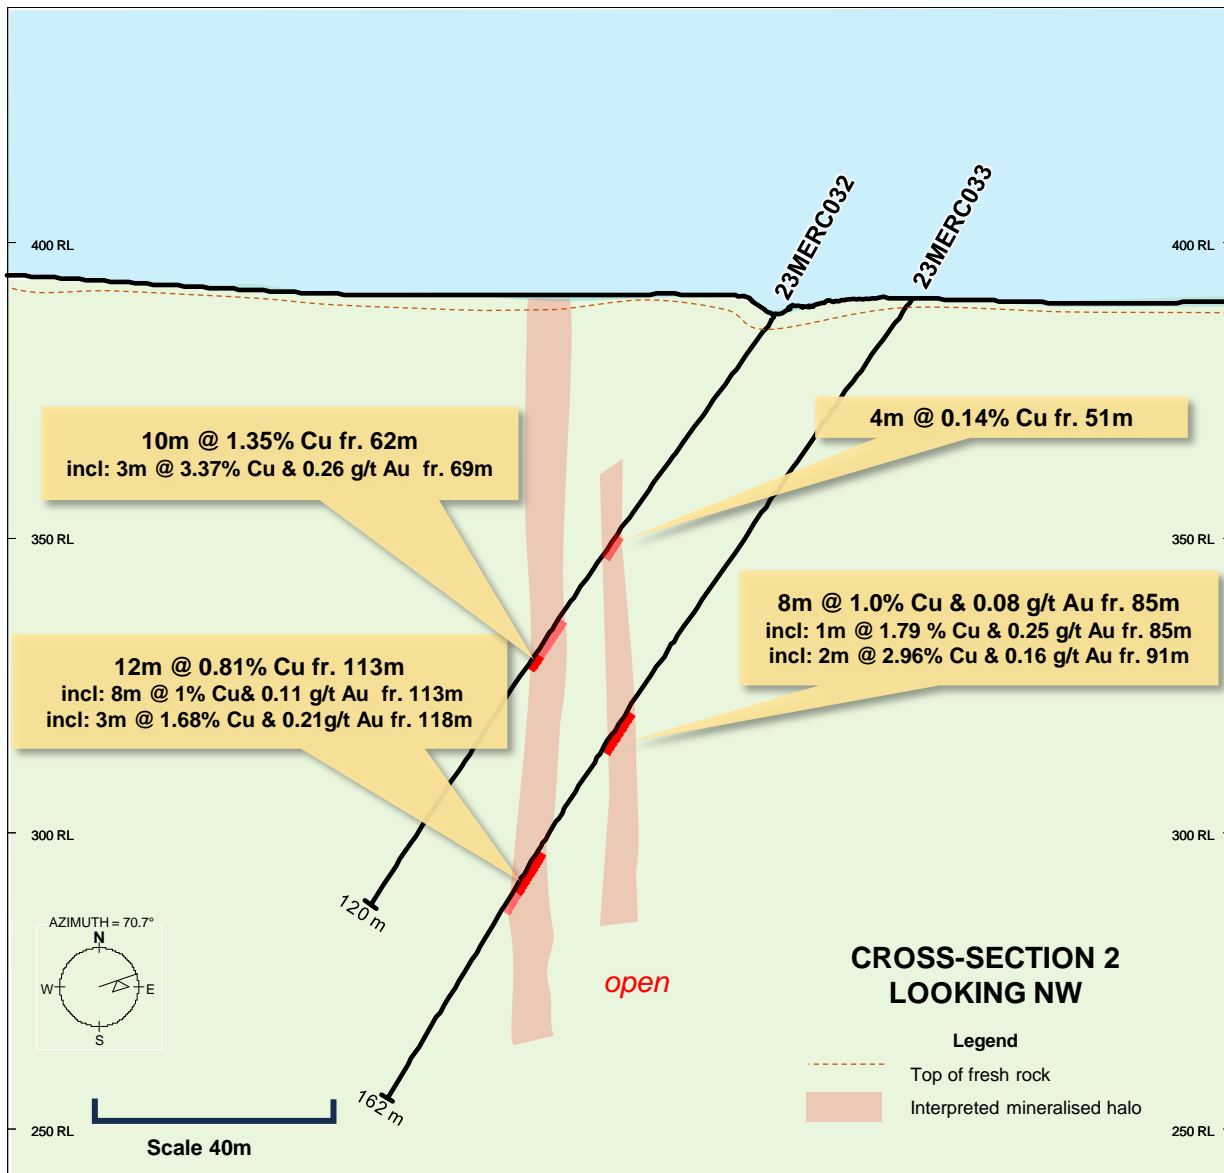 23MERC032
23MERC033
400 RL
400 RL
10m @ 1.35% Cu fr. 62m
incl: 3m @ 3.37% Cu & 0.26 g/t Au  fr. 69m
4m @ 0.14% Cu fr. 51m
350 RL
350 RL
8m @ 1.0% Cu & 0.08 g/t Au fr. 85m
incl: 1m @ 1.79 % Cu & 0.25 g/t Au fr. 85m
incl: 2m @ 2.96% Cu & 0.16 g/t Au fr. 91m
12m @ 0.81% Cu fr. 113m
incl: 8m @ 1% Cu& 0.11 g/t Au  fr. 113m
incl: 3m @ 1.68% Cu & 0.21g/t Au fr. 118m
300 RL
300 RL
120 m
AZIMUTH = 70.7°
N
W
E
S
open
CROSS-SECTION 2
LOOKING NW
Legend
Top of fresh rock
Interpreted mineralised halo
162 m
250 RL
250 RL
Scale 40m